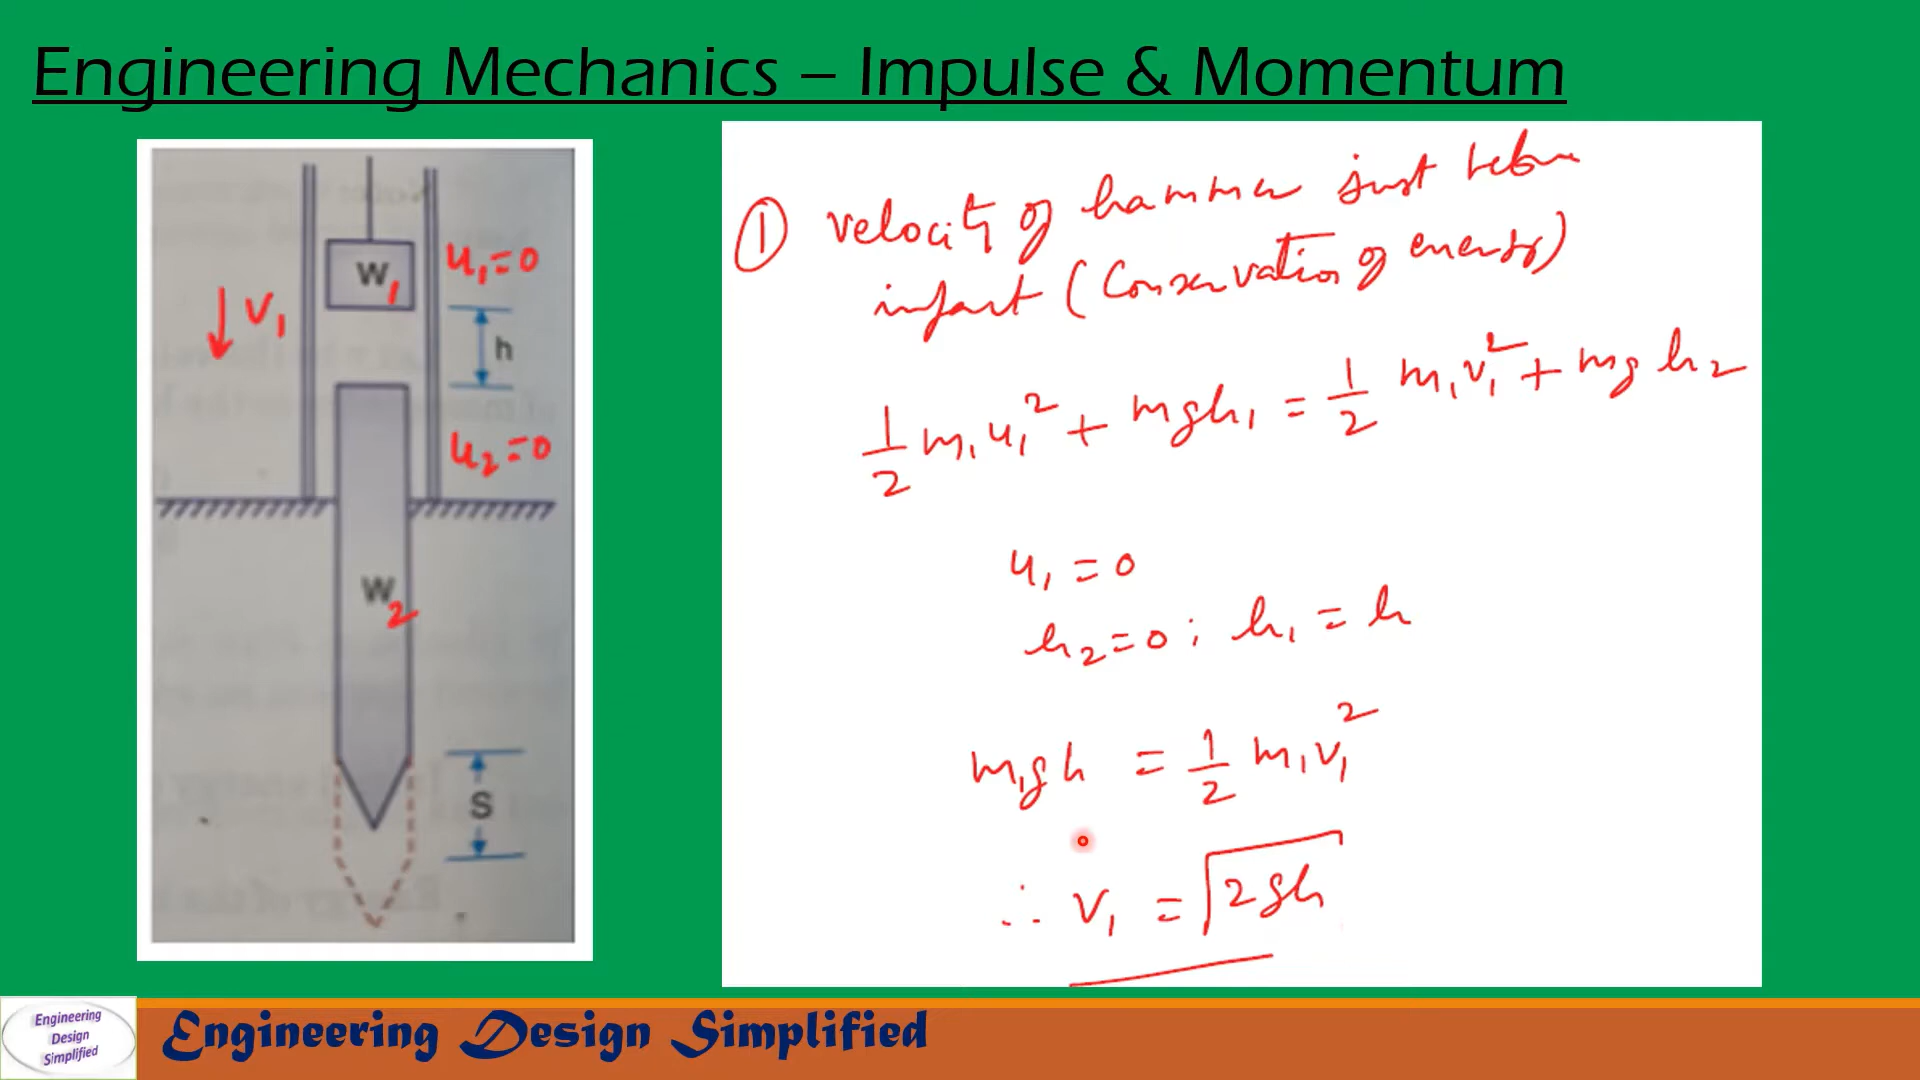 Engineering Mechanics – Impulse & Momentum
W1
u1=0
↓ V1
h
u2=0
W2
S
① velocity of hammer just before
impact (Conservation of energy)
1/2 m1u1² + mgh1 = 1/2 m1v1² + mgh2
u1 = 0
h2 = 0 ; h1 = h
m1gh = 1/2 m1v1²
∴ v1 = √2gh
Engineering
Design
Simplified
Engineering Design Simplified